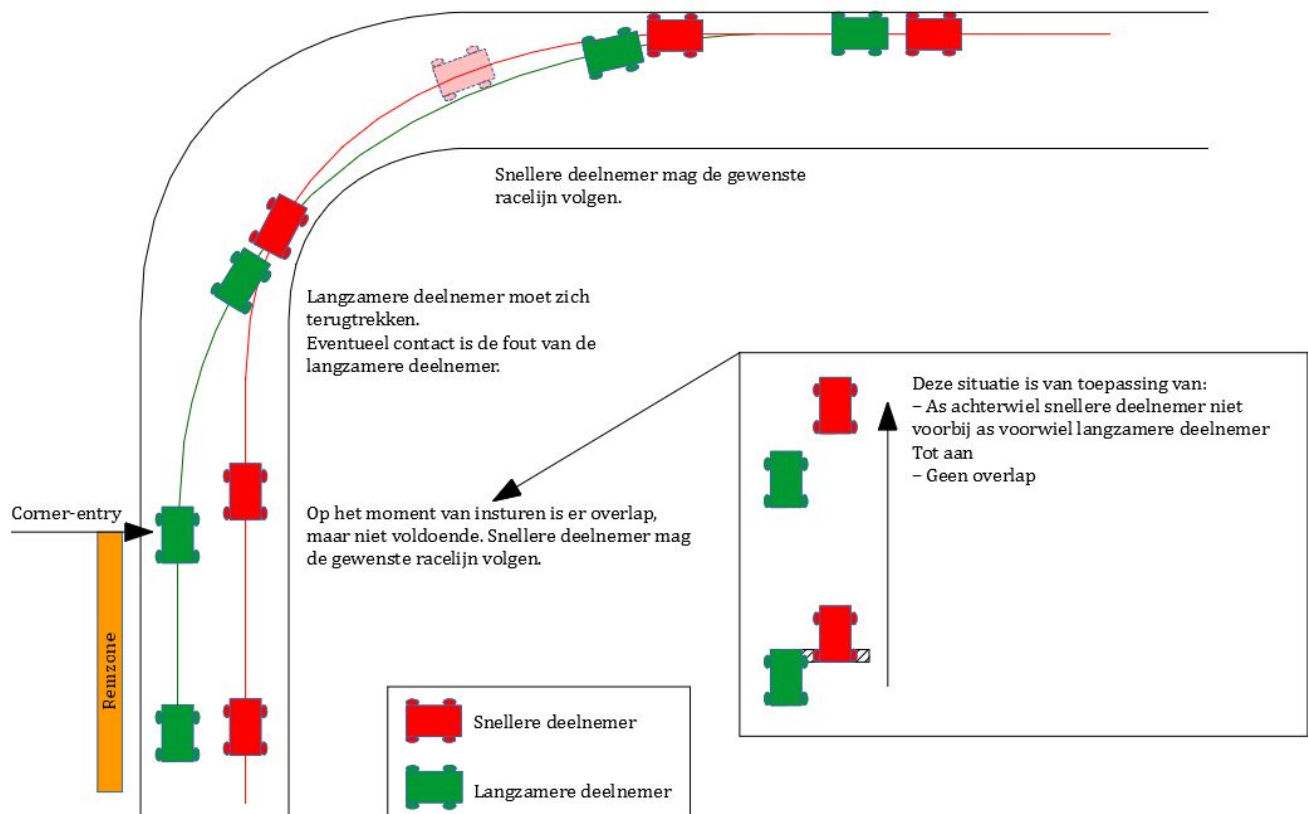 Snellere deelnemer mag de gewenste
racelijn volgen.
Langzamere deelnemer moet zich
terugtrekken.
Eventueel contact is de fout van de
langzamere deelnemer.
Deze situatie is van toepassing van:
– As achterwiel snellere deelnemer niet
voorbij as voorwiel langzamere deelnemer
Tot aan
– Geen overlap
Corner-entry
Op het moment van insturen is er overlap,
maar niet voldoende. Snellere deelnemer mag
de gewenste racelijn volgen.
Remzone
Snellere deelnemer
Langzamere deelnemer